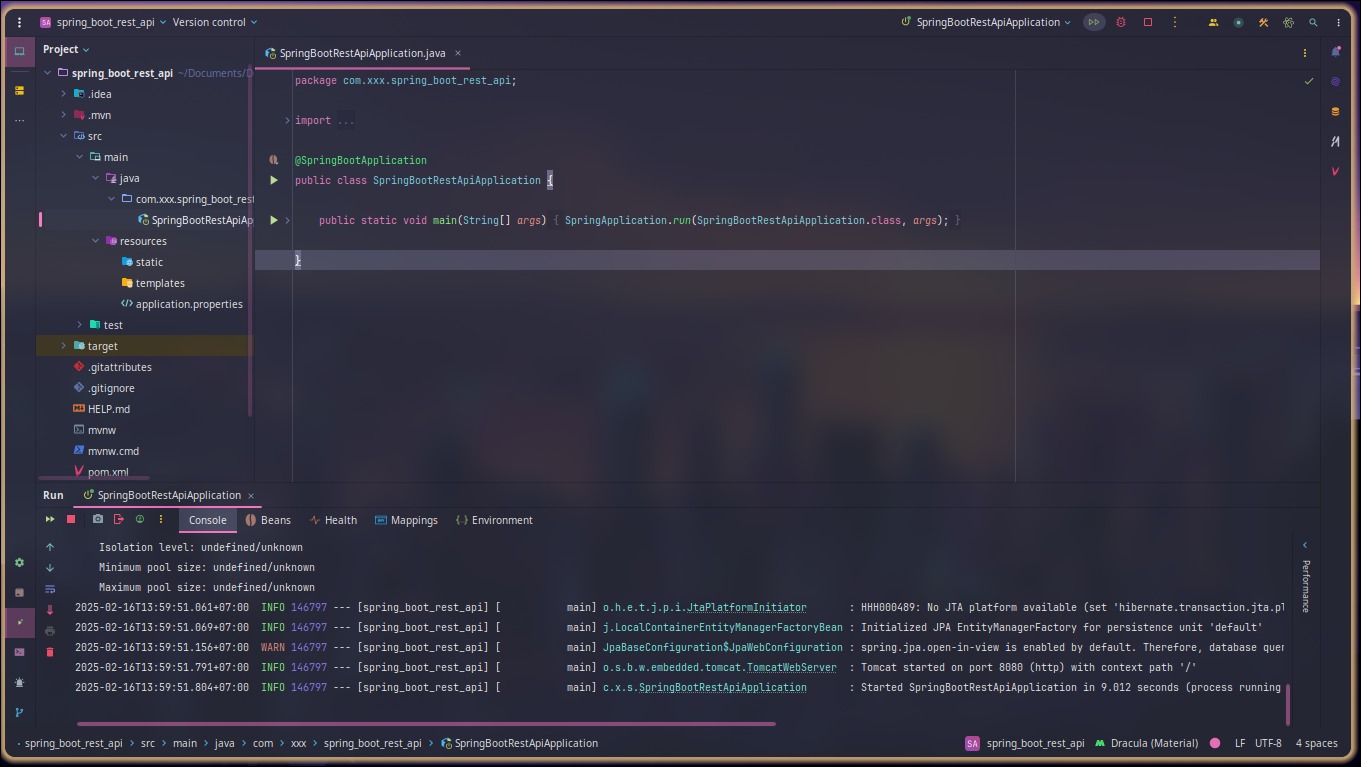 SA spring_boot_rest_api Version control SpringBootRestApiApplication
Project
SpringBootRestApiApplication.java
spring_boot_rest_api ~/Documents/D
.idea
.mvn
src
main
java
com.xxx.spring_boot_rest
SpringBootRestApiAp
resources
static
templates
application.properties
test
target
.gitattributes
.gitignore
HELP.md
mvnw
mvnw.cmd
pom.xml
package com.xxx.spring_boot_rest_api;
import ...
@SpringBootApplication
public class SpringBootRestApiApplication {
public static void main(String[] args) { SpringApplication.run(SpringBootRestApiApplication.class, args); }
}
Run SpringBootRestApiApplication
Console Beans Health Mappings Environment
Isolation level: undefined/unknown
Minimum pool size: undefined/unknown
Maximum pool size: undefined/unknown
2025-02-16T13:59:51.061+07:00 INFO 146797 --- [spring_boot_rest_api] [ main] o.h.e.t.j.p.i.JtaPlatformInitiator : HHH000489: No JTA platform available (set 'hibernate.transaction.jta.pl
2025-02-16T13:59:51.069+07:00 INFO 146797 --- [spring_boot_rest_api] [ main] j.LocalContainerEntityManagerFactoryBean : Initialized JPA EntityManagerFactory for persistence unit 'default'
2025-02-16T13:59:51.156+07:00 WARN 146797 --- [spring_boot_rest_api] [ main] JpaBaseConfiguration$JpaWebConfiguration : spring.jpa.open-in-view is enabled by default. Therefore, database quer
2025-02-16T13:59:51.791+07:00 INFO 146797 --- [spring_boot_rest_api] [ main] o.s.b.w.embedded.tomcat.TomcatWebServer : Tomcat started on port 8080 (http) with context path '/'
2025-02-16T13:59:51.804+07:00 INFO 146797 --- [spring_boot_rest_api] [ main] c.x.s.SpringBootRestApiApplication : Started SpringBootRestApiApplication in 9.012 seconds (process running
Performance
spring_boot_rest_api > src > main > java > com > xxx > spring_boot_rest_api > SpringBootRestApiApplication
SA spring_boot_rest_api Dracula (Material) LF UTF-8 4 spaces